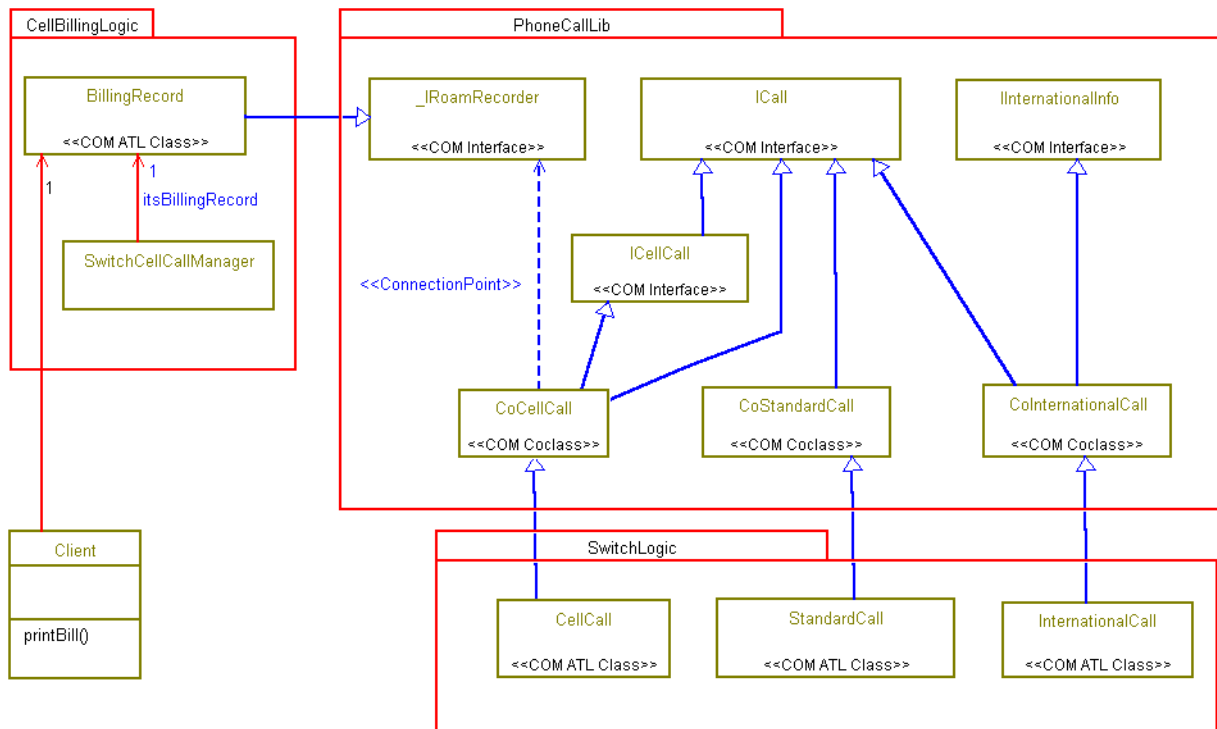 CellBillingLogic
PhoneCallLib
BillingRecord
<<COM ATL Class>>
_IRoamRecorder
<<COM Interface>>
ICall
<<COM Interface>>
IInternationalInfo
<<COM Interface>>
1
1
itsBillingRecord
SwitchCellCallManager
ICellCall
<<COM Interface>>
<<ConnectionPoint>>
CoCellCall
<<COM Coclass>>
CoStandardCall
<<COM Coclass>>
CoInternationalCall
<<COM Coclass>>
Client
printBill()
SwitchLogic
CellCall
<<COM ATL Class>>
StandardCall
<<COM ATL Class>>
InternationalCall
<<COM ATL Class>>